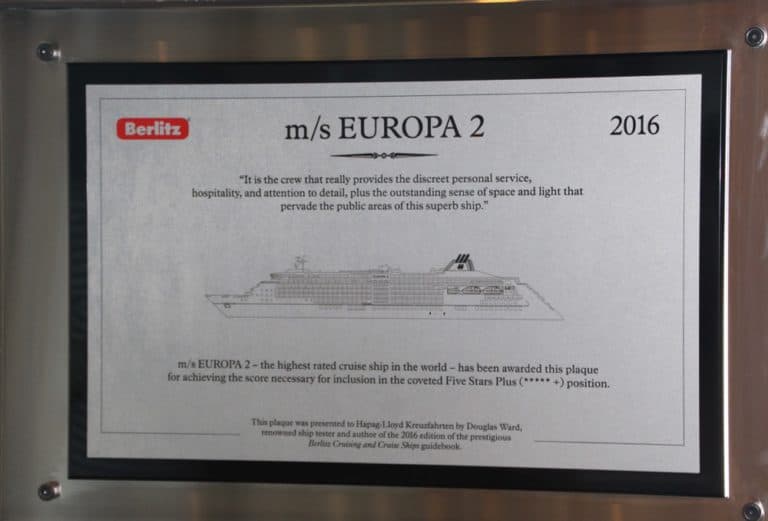 Berlitz
m/s EUROPA 2
2016
“It is the crew that really provides the discreet personal service,
hospitality, and attention to detail, plus the outstanding sense of space and light that
pervade the public areas of this superb ship.”
m/s EUROPA 2 – the highest rated cruise ship in the world – has been awarded this plaque
for achieving the score necessary for inclusion in the coveted Five Stars Plus (***** +) position.
This plaque was presented to Hapag-Lloyd Kreuzfahrten by Douglas Ward,
renowned ship tester and author of the 2016 edition of the prestigious
Berlitz Cruising and Cruise Ships guidebook.